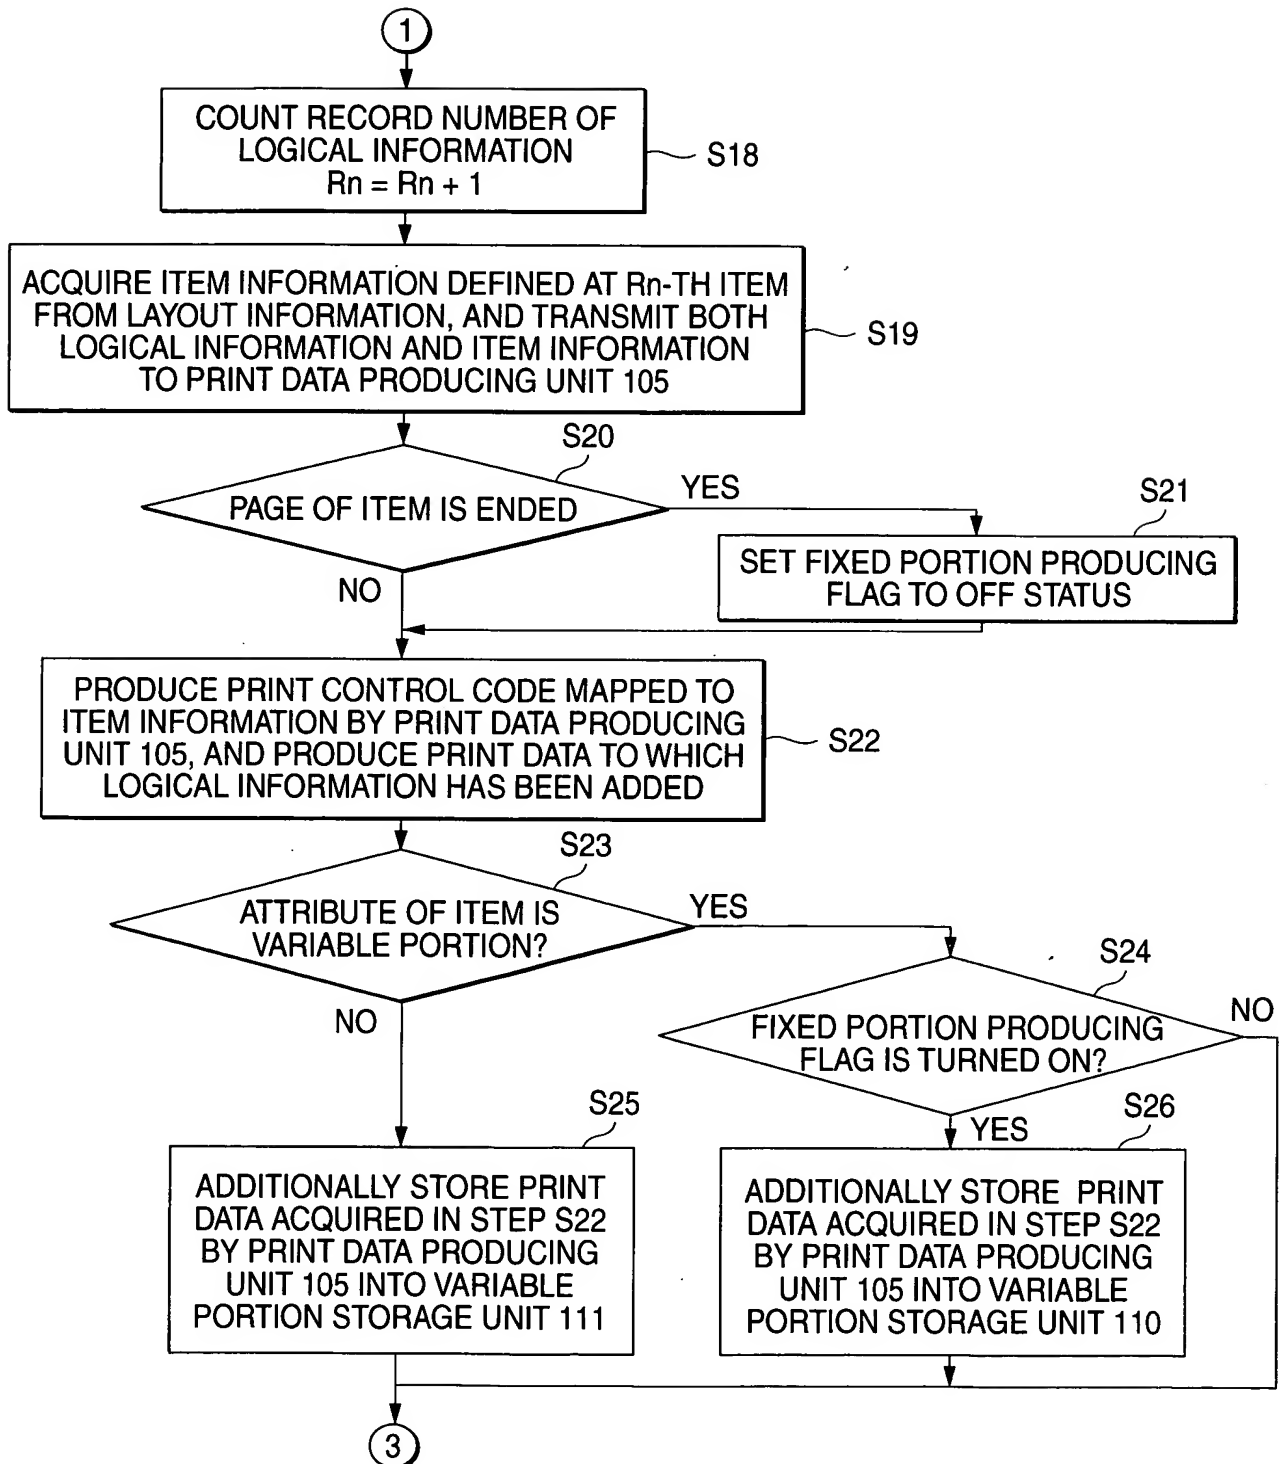 1
COUNT RECORD NUMBER OF
LOGICAL INFORMATION
Rn = Rn + 1
S18
ACQUIRE ITEM INFORMATION DEFINED AT Rn-TH ITEM
FROM LAYOUT INFORMATION, AND TRANSMIT BOTH
LOGICAL INFORMATION AND ITEM INFORMATION
TO PRINT DATA PRODUCING UNIT 105
S19
S20
PAGE OF ITEM IS ENDED
YES
NO
S21
SET FIXED PORTION PRODUCING
FLAG TO OFF STATUS
PRODUCE PRINT CONTROL CODE MAPPED TO
ITEM INFORMATION BY PRINT DATA PRODUCING
UNIT 105, AND PRODUCE PRINT DATA TO WHICH
LOGICAL INFORMATION HAS BEEN ADDED
S22
S23
ATTRIBUTE OF ITEM IS
VARIABLE PORTION?
YES
NO
S24
FIXED PORTION PRODUCING
FLAG IS TURNED ON?
NO
YES
S25
ADDITIONALLY STORE PRINT
DATA ACQUIRED IN STEP S22
BY PRINT DATA PRODUCING
UNIT 105 INTO VARIABLE
PORTION STORAGE UNIT 111
S26
ADDITIONALLY STORE PRINT
DATA ACQUIRED IN STEP S22
BY PRINT DATA PRODUCING
UNIT 105 INTO VARIABLE
PORTION STORAGE UNIT 110
3